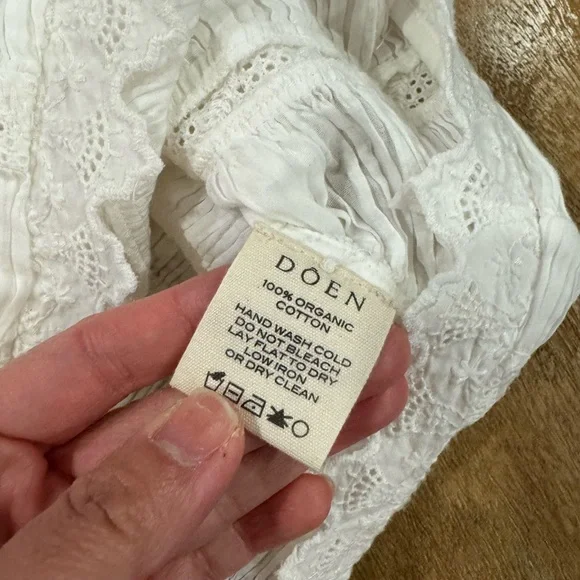 DÔEN
100% ORGANIC
COTTON
HAND WASH COLD
DO NOT BLEACH
LAY FLAT TO DRY
LOW IRON
OR DRY CLEAN